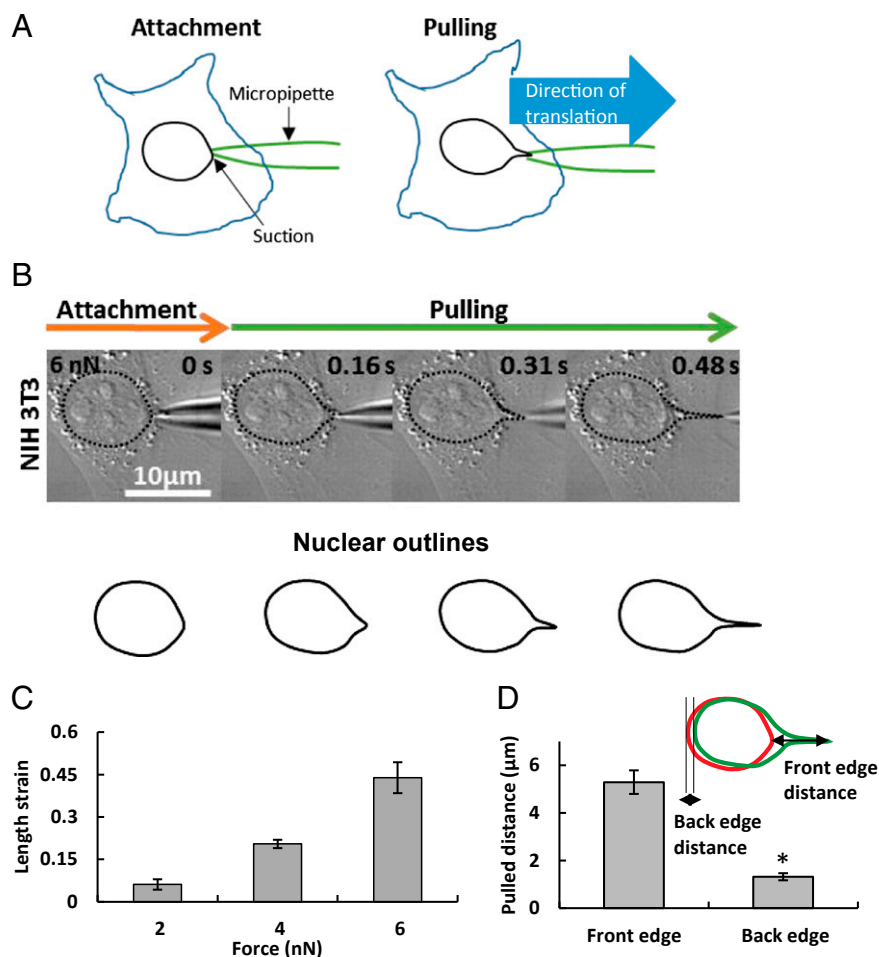 A
Attachment
Pulling
Micropipette
Direction of
translation
Suction
B
Attachment
Pulling
6 nN
0 s
0.16 s
0.31 s
0.48 s
NIH 3T3
10µm
Nuclear outlines
C
Length strain
0.6
0.45
0.3
0.15
0
2
4
6
Force (nN)
D
Pulled distance (µm)
6
4
2
0
Front edge
distance
Back edge
distance
*
Front edge
Back edge